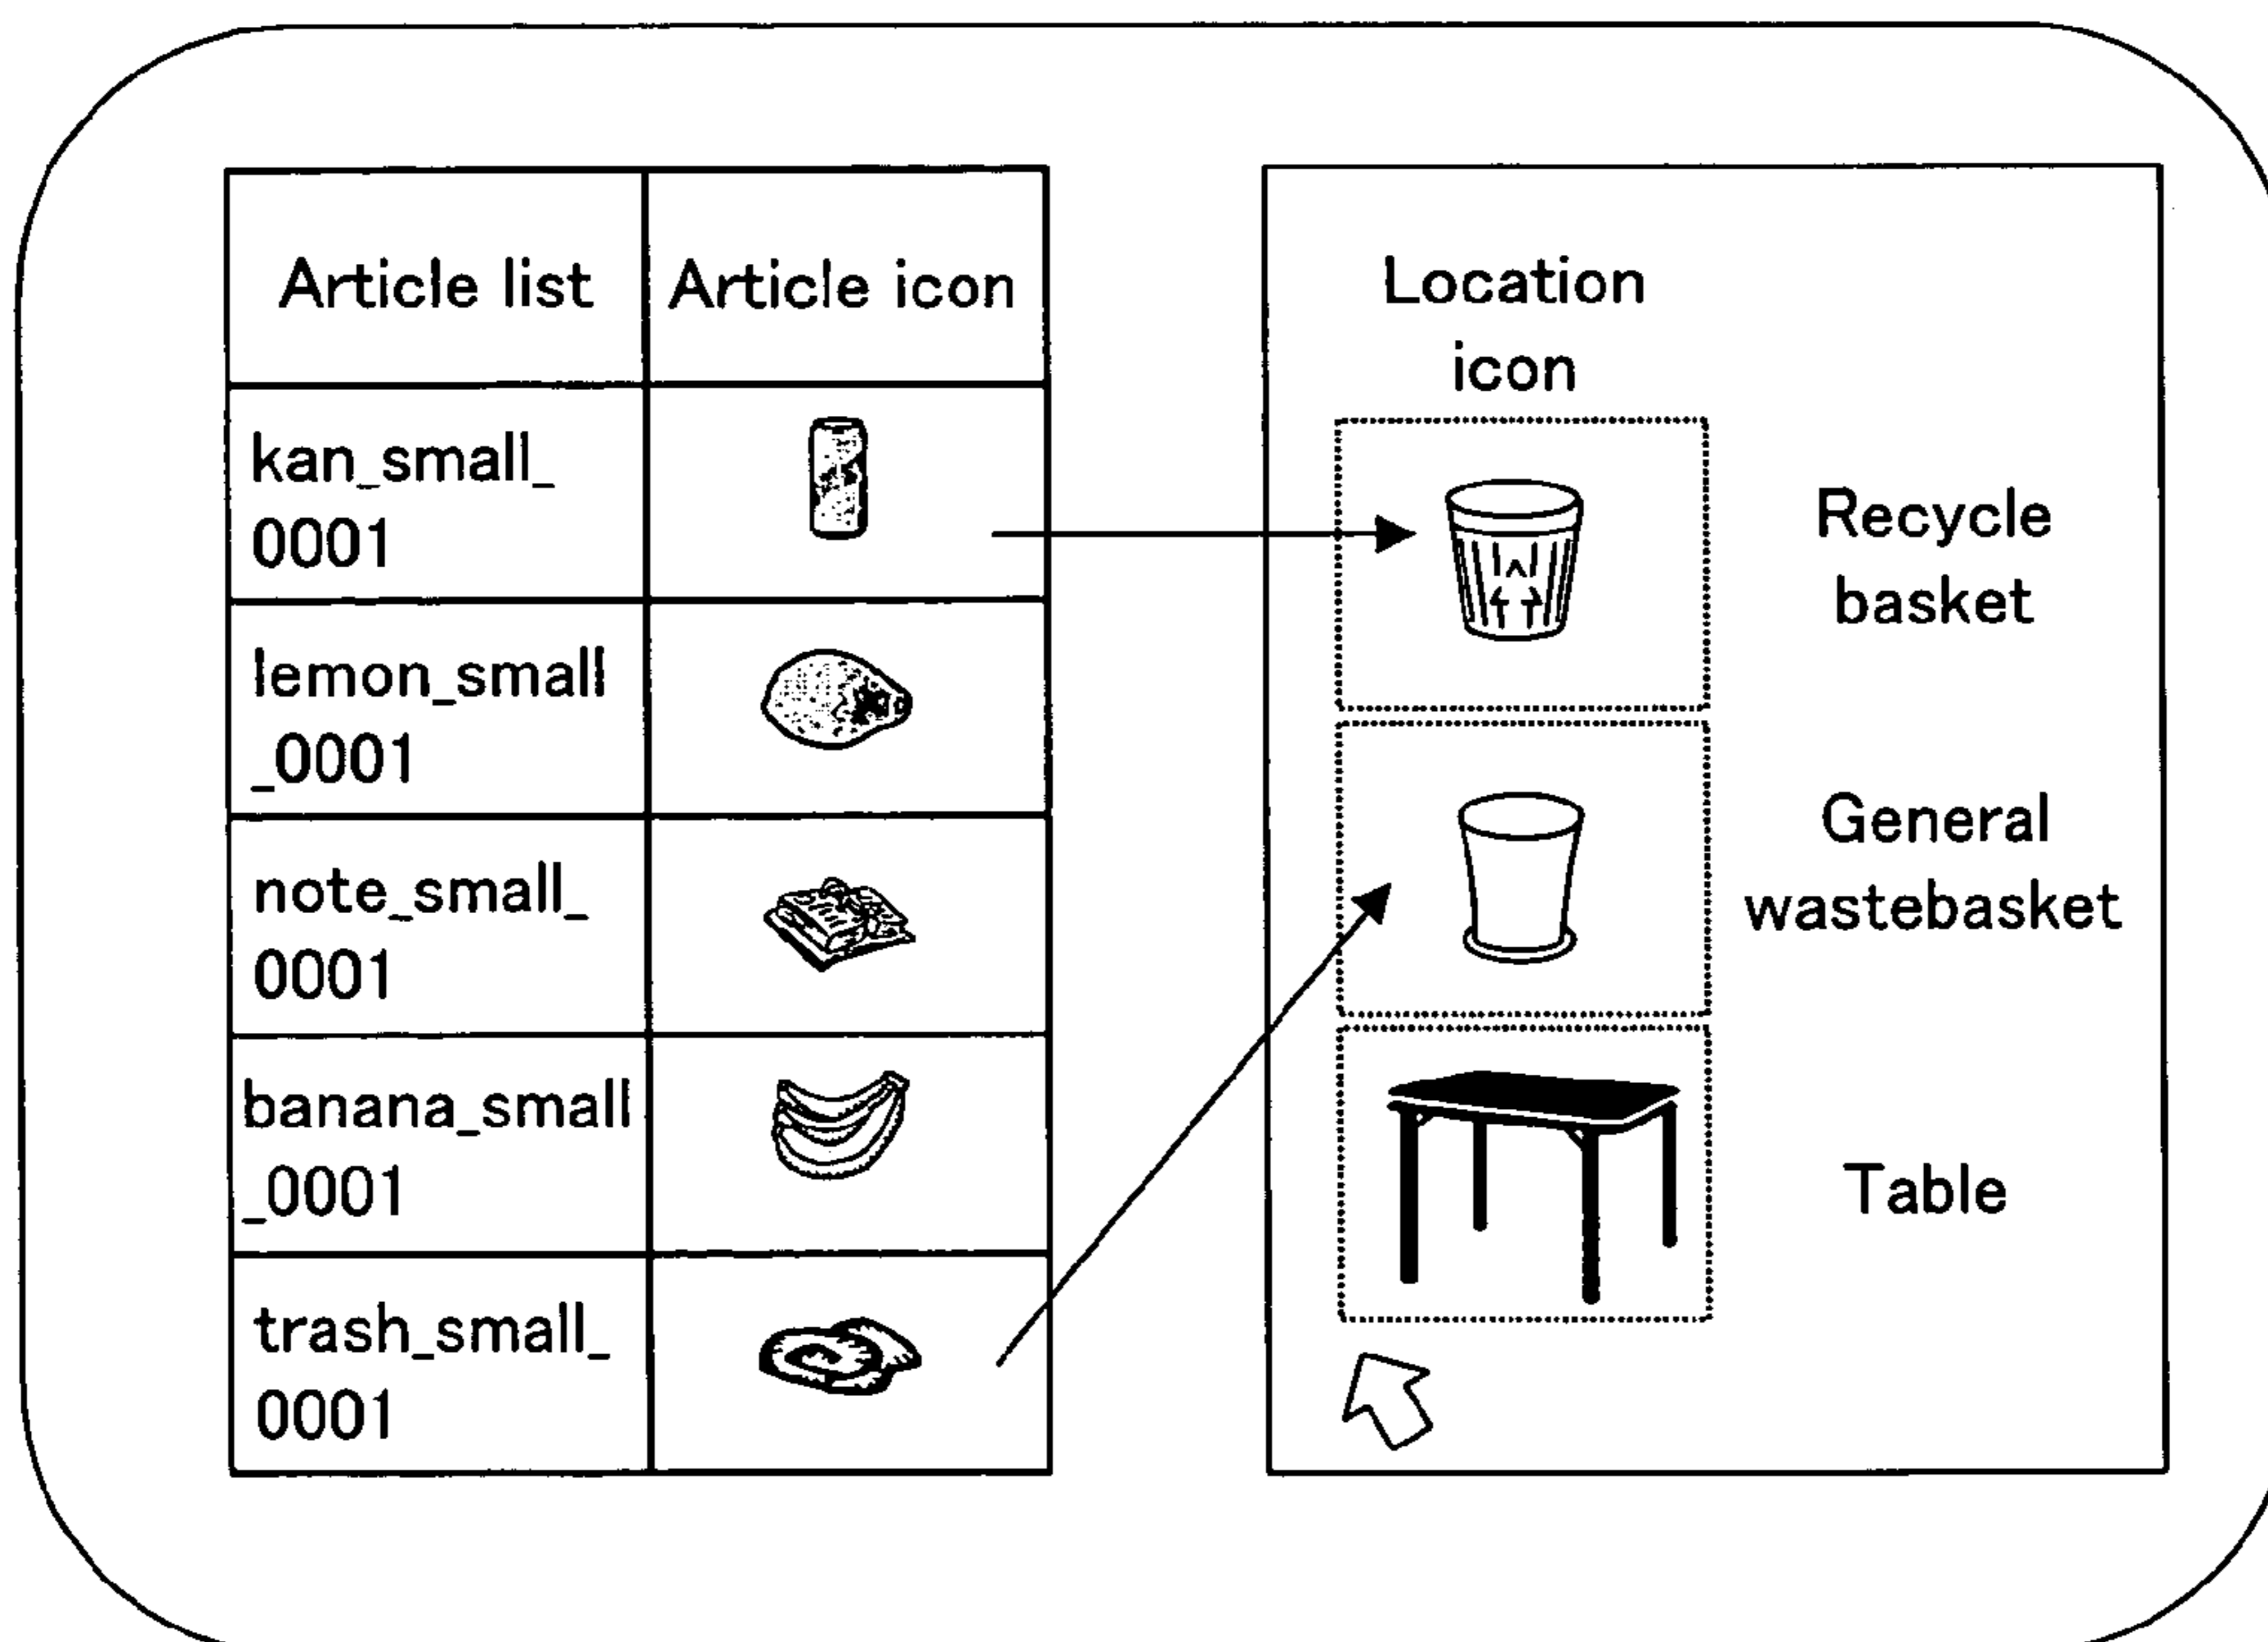 Article list
Article icon
kan_small_
0001
lemon_small
_0001
note_small_
0001
banana_small
_0001
trash_small_
0001
Location
icon
Recycle
basket
General
wastebasket
Table